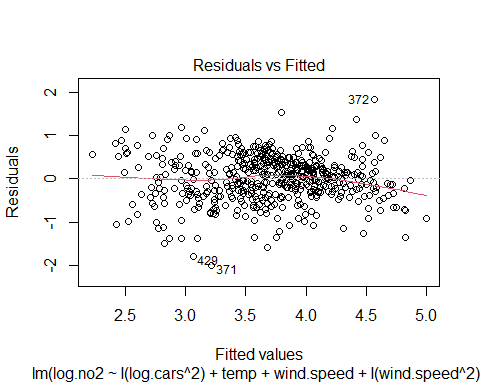 Residuals vs Fitted
Residuals
2
1
0
-1
-2
372
429
371
2.5 3.0 3.5 4.0 4.5 5.0
Fitted values
lm(log.no2 ~ I(log.cars^2) + temp + wind.speed + I(wind.speed^2)